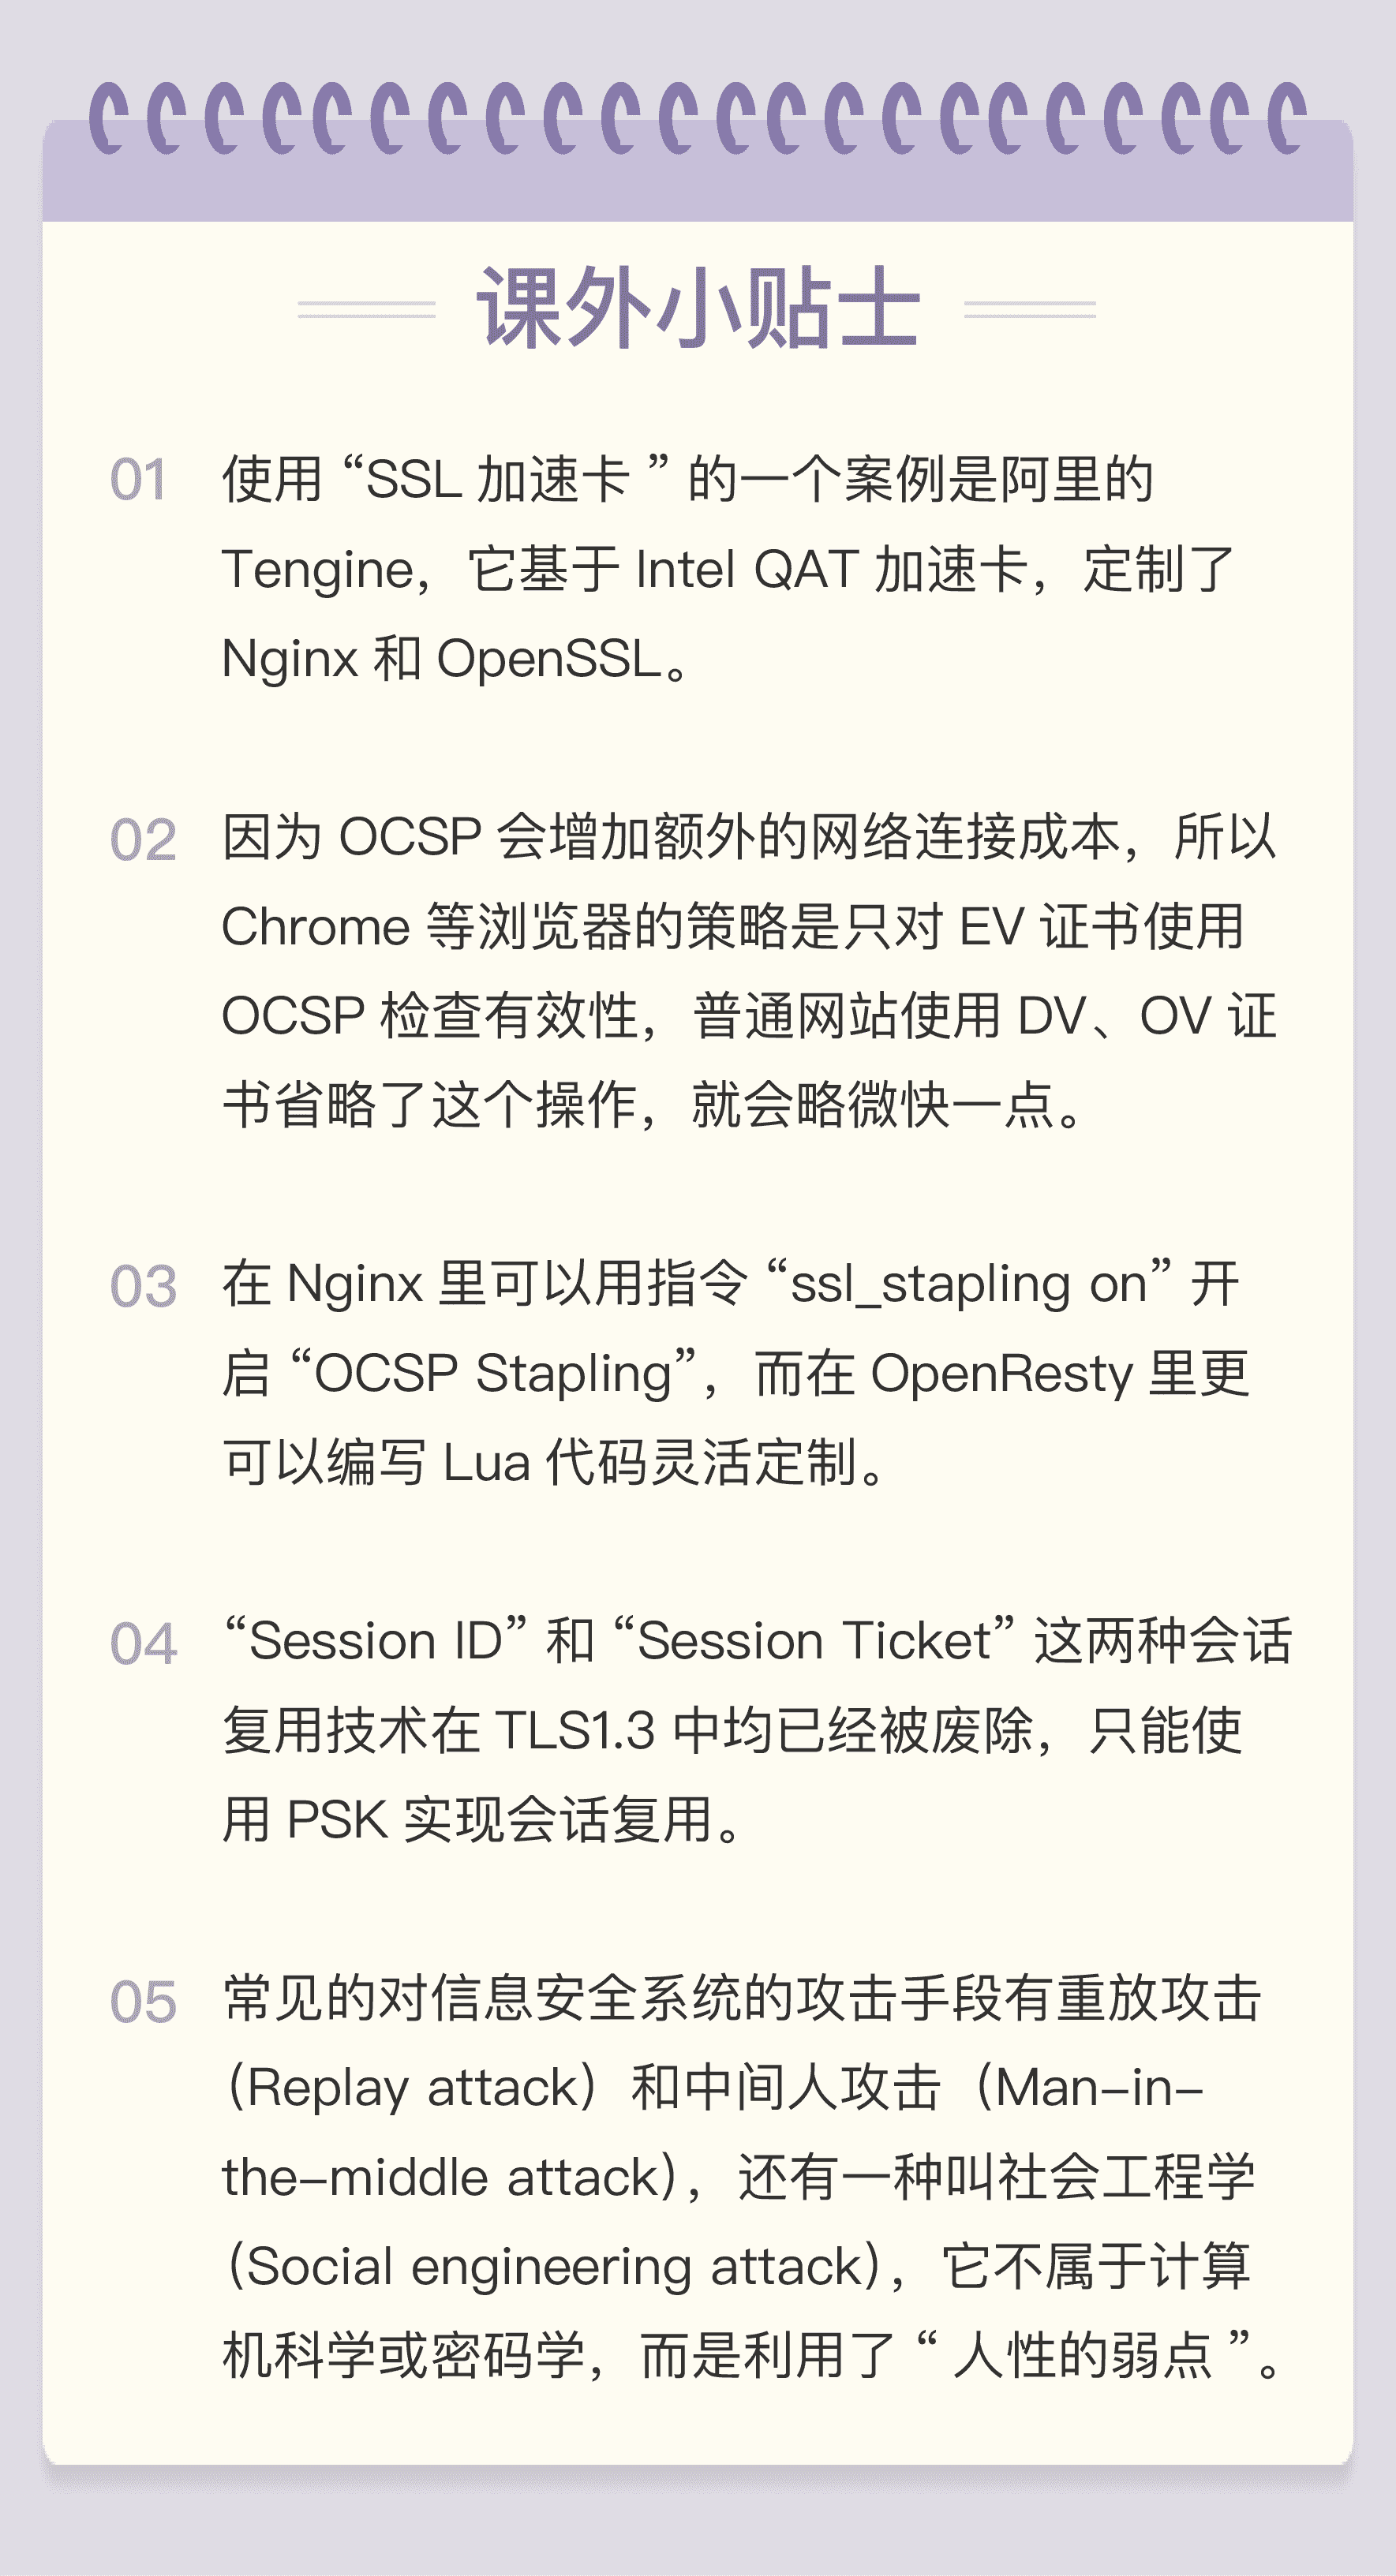 课外小贴士
01 使用 “SSL 加速卡 ” 的一个案例是阿里的
Tengine，它基于 Intel QAT 加速卡，定制了
Nginx 和 OpenSSL。
02 因为 OCSP 会增加额外的网络连接成本，所以
Chrome 等浏览器的策略是只对 EV 证书使用
OCSP 检查有效性，普通网站使用 DV、OV 证
书省略了这个操作，就会略微快一点。
03 在 Nginx 里可以用指令 “ssl_stapling on” 开
启 “OCSP Stapling”，而在 OpenResty 里更
可以编写 Lua 代码灵活定制。
04 “Session ID” 和 “Session Ticket” 这两种会话
复用技术在 TLS1.3 中均已经被废除，只能使
用 PSK 实现会话复用。
05 常见的对信息安全系统的攻击手段有重放攻击
（Replay attack）和中间人攻击（Man–in–
the–middle attack)，还有一种叫社会工程学
（Social engineering attack)，它不属于计算
机科学或密码学，而是利用了 “ 人性的弱点 ”。